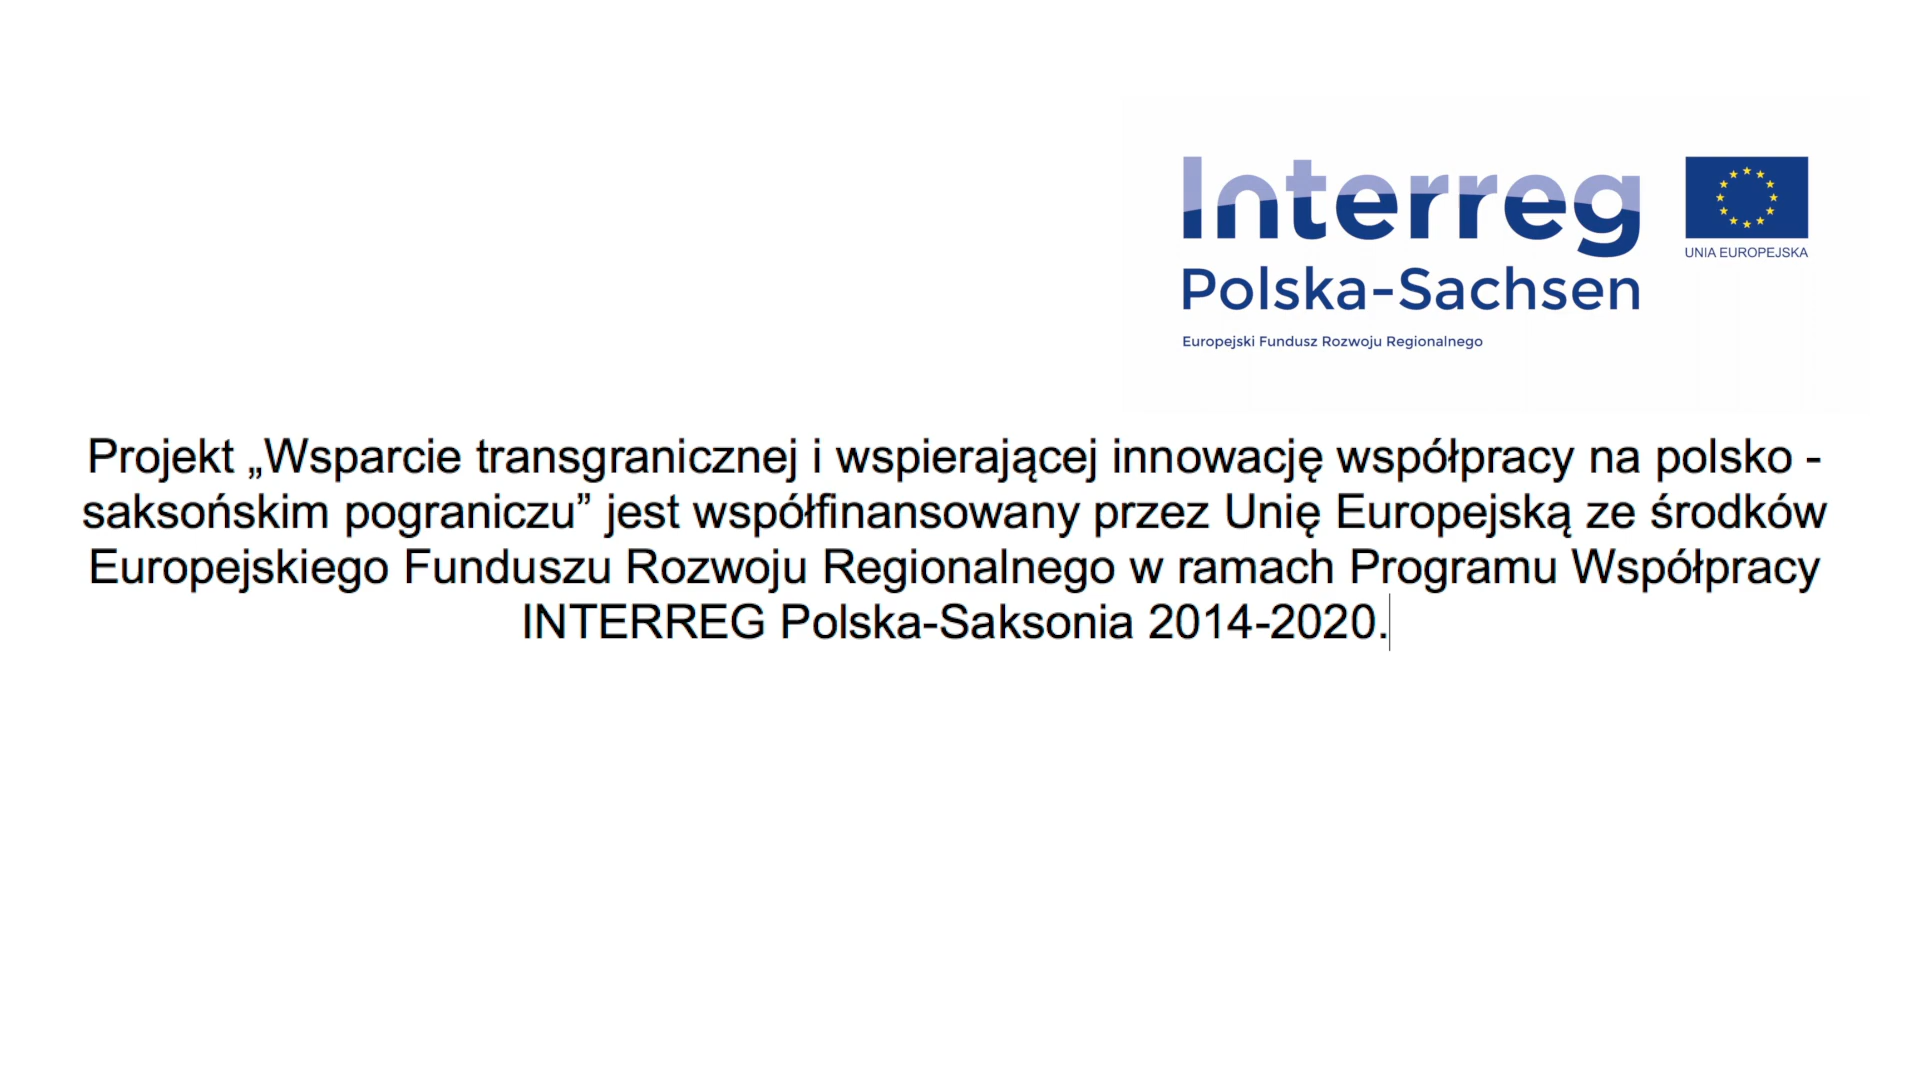 Interreg
UNIA EUROPEJSKA
Polska-Sachsen
Europejski Fundusz Rozwoju Regionalnego
Projekt „Wsparcie transgranicznej i wspierającej innowację współpracy na polsko -
saksońskim pograniczu” jest współfinansowany przez Unię Europejską ze środków
Europejskiego Funduszu Rozwoju Regionalnego w ramach Programu Współpracy
INTERREG Polska-Saksonia 2014-2020.